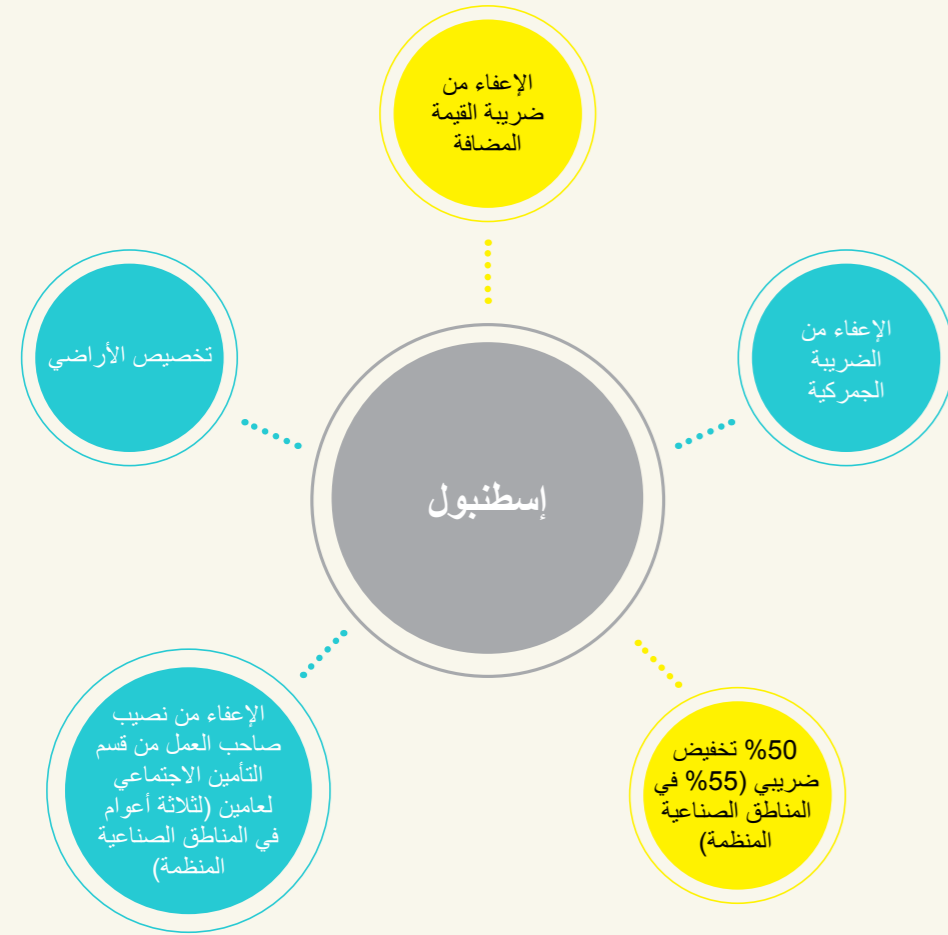 الإعفاء من
ضريبة القيمة
المضافة
الإعفاء من
الضريبة
الجمركية
تخصيص الأراضي
إسطنبول
%50 تخفيض
ضريبي (%55 في
المناطق الصناعية
المنظمة)
الإعفاء من نصيب
صاحب العمل من قسم
التأمين الاجتماعي
لعامين (لثلاثة أعوام
في المناطق الصناعية
المنظمة)